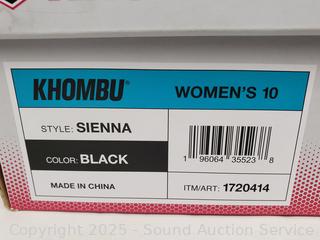 KHOMBU®
WOMEN'S 10
STYLE: SIENNA
COLOR: BLACK
MADE IN CHINA
1 96064 35523 8
ITM/ART: 1720414
Copyright © 2025 - Sound Auction Service